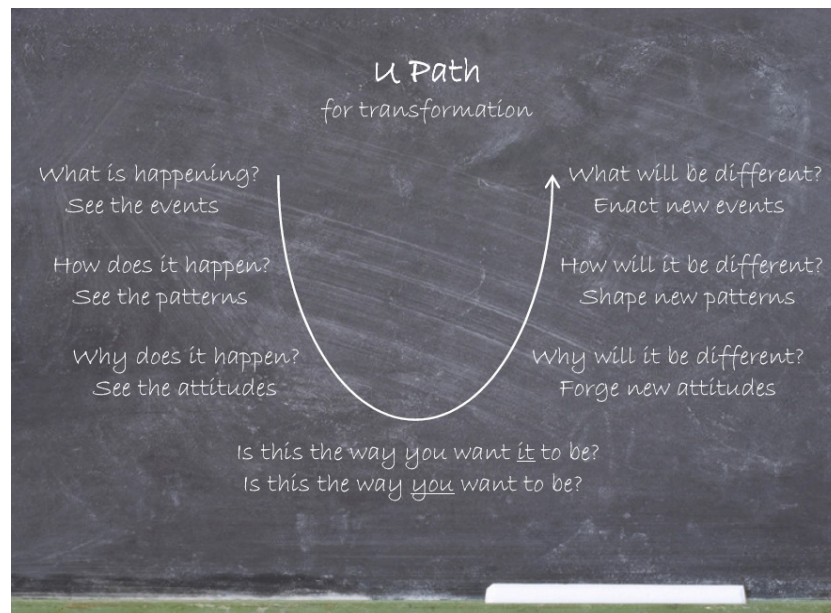 U Path
for transformation
What is happening?
See the events
How does it happen?
See the patterns
Why does it happen?
See the attitudes
Is this the way you want it to be?
Is this the way you want to be?
Why will it be different?
Forge new attitudes
How will it be different?
Shape new patterns
What will be different?
Enact new events